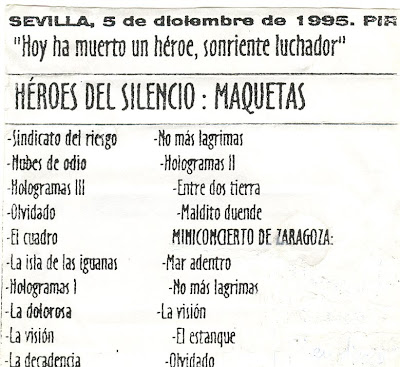 SEVILLA, 5 de diciembre de 1995. PIR
"Hoy ha muerto un héroe, sonriente luchador"
HÉROES DEL SILENCIO : MAQUETAS
-Sindicato del riesgo -No más lagrimas
-Nubes de odio -Hologramas II
-Hologramas III -Entre dos tierra
-Olvidado -Maldito duende
-El cuadro MINICONCIERTO DE ZARAGOZA:
-La isla de las iguanas -Mar adentro
-Hologramas I -No más lagrimas
-La dolorosa -La visión
-La visión -El estanque
-La decadencia -Olvidado